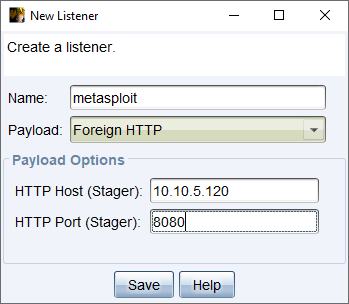 New Listener
Create a listener.
Name: metasploit
Payload: Foreign HTTP
Payload Options
HTTP Host (Stager): 10.10.5.120
HTTP Port (Stager): 8080
Save Help